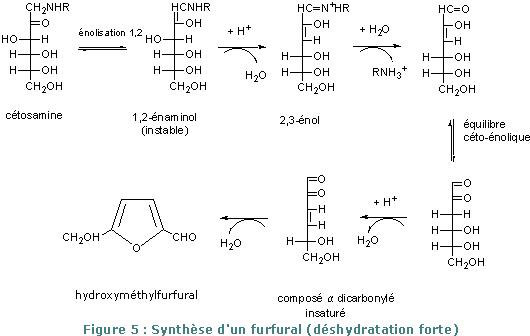 CH₂NHR
O
HO H
H OH
H OH
CH₂OH
cétosamine
énolisation 1,2
HCNHR
OH
HO H
H OH
H OH
CH₂OH
1,2-énaminol
(instable)
+ H⁺
H₂O
HC=N⁺HR
OH
H
H OH
H OH
CH₂OH
2,3-énol
+ H₂O
RNH₃⁺
HC=O
OH
H
H OH
H OH
CH₂OH
équilibre
céto-énolique
O
O
H H
H OH
H OH
CH₂OH
+ H⁺
H₂O
O
O
H
H
H OH
CH₂OH
composé α dicarbonylé
insaturé
H₂O
CH₂OH O CHO
hydroxyméthylfurfural
Figure 5 : Synthèse d'un furfural (déshydratation forte)